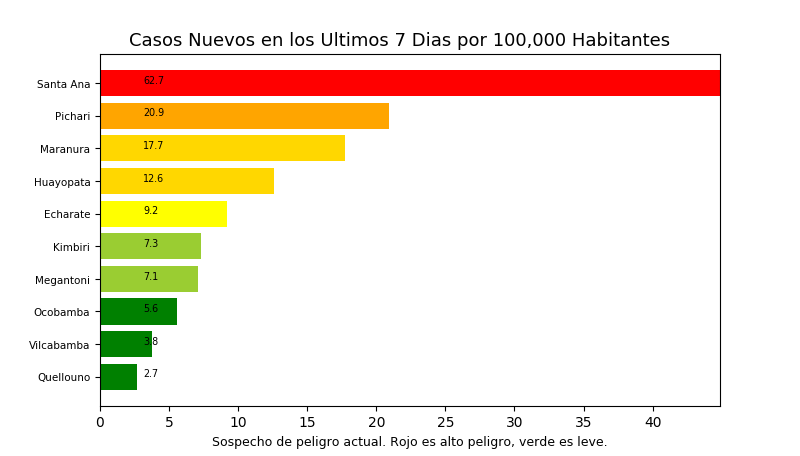 Casos Nuevos en los Ultimos 7 Dias por 100,000 Habitantes
Santa Ana 62.7
Pichari 20.9
Maranura 17.7
Huayopata 12.6
Echarate 9.2
Kimbiri 7.3
Megantoni 7.1
Ocobamba 5.6
Vilcabamba 3.8
Quellouno 2.7
0 5 10 15 20 25 30 35 40
Sospecho de peligro actual. Rojo es alto peligro, verde es leve.